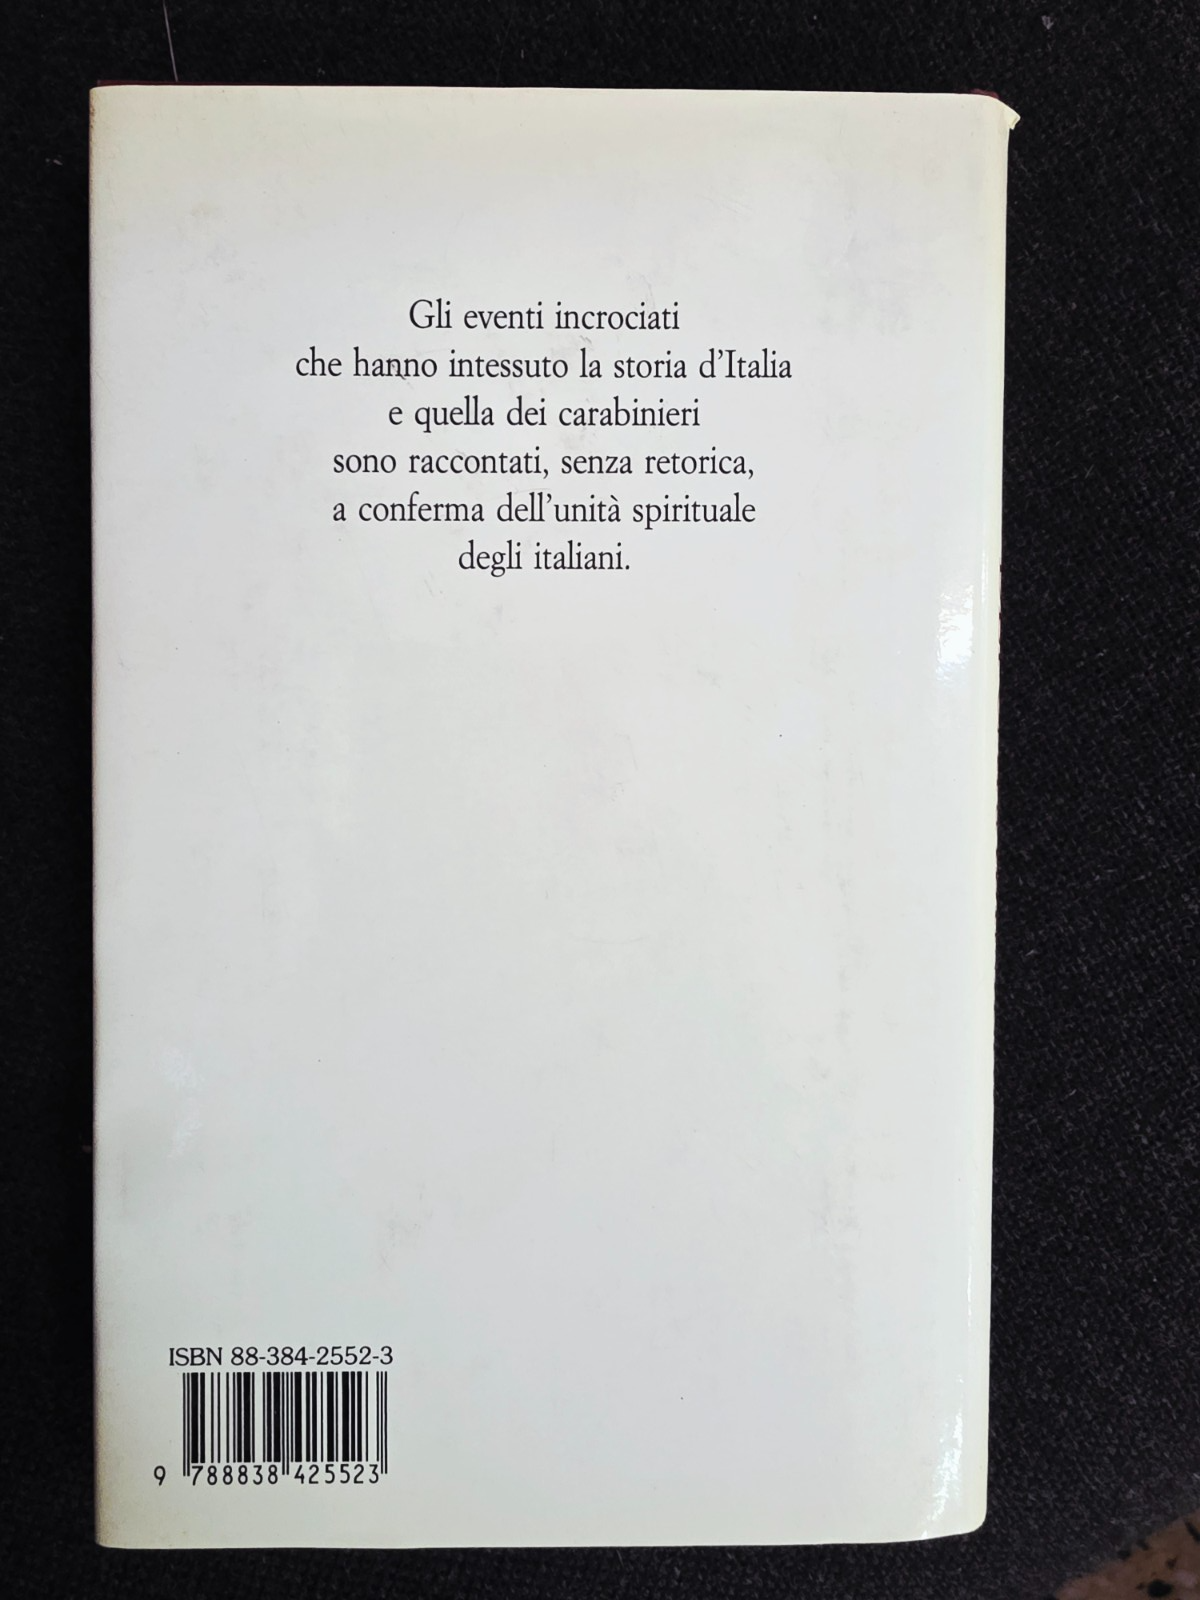 Gli eventi incrociati
che hanno intessuto la storia d'Italia
e quella dei carabinieri
sono raccontati, senza retorica,
a conferma dell'unità spirituale
degli italiani.
ISBN 88-384-2552-3
9 788838 425523